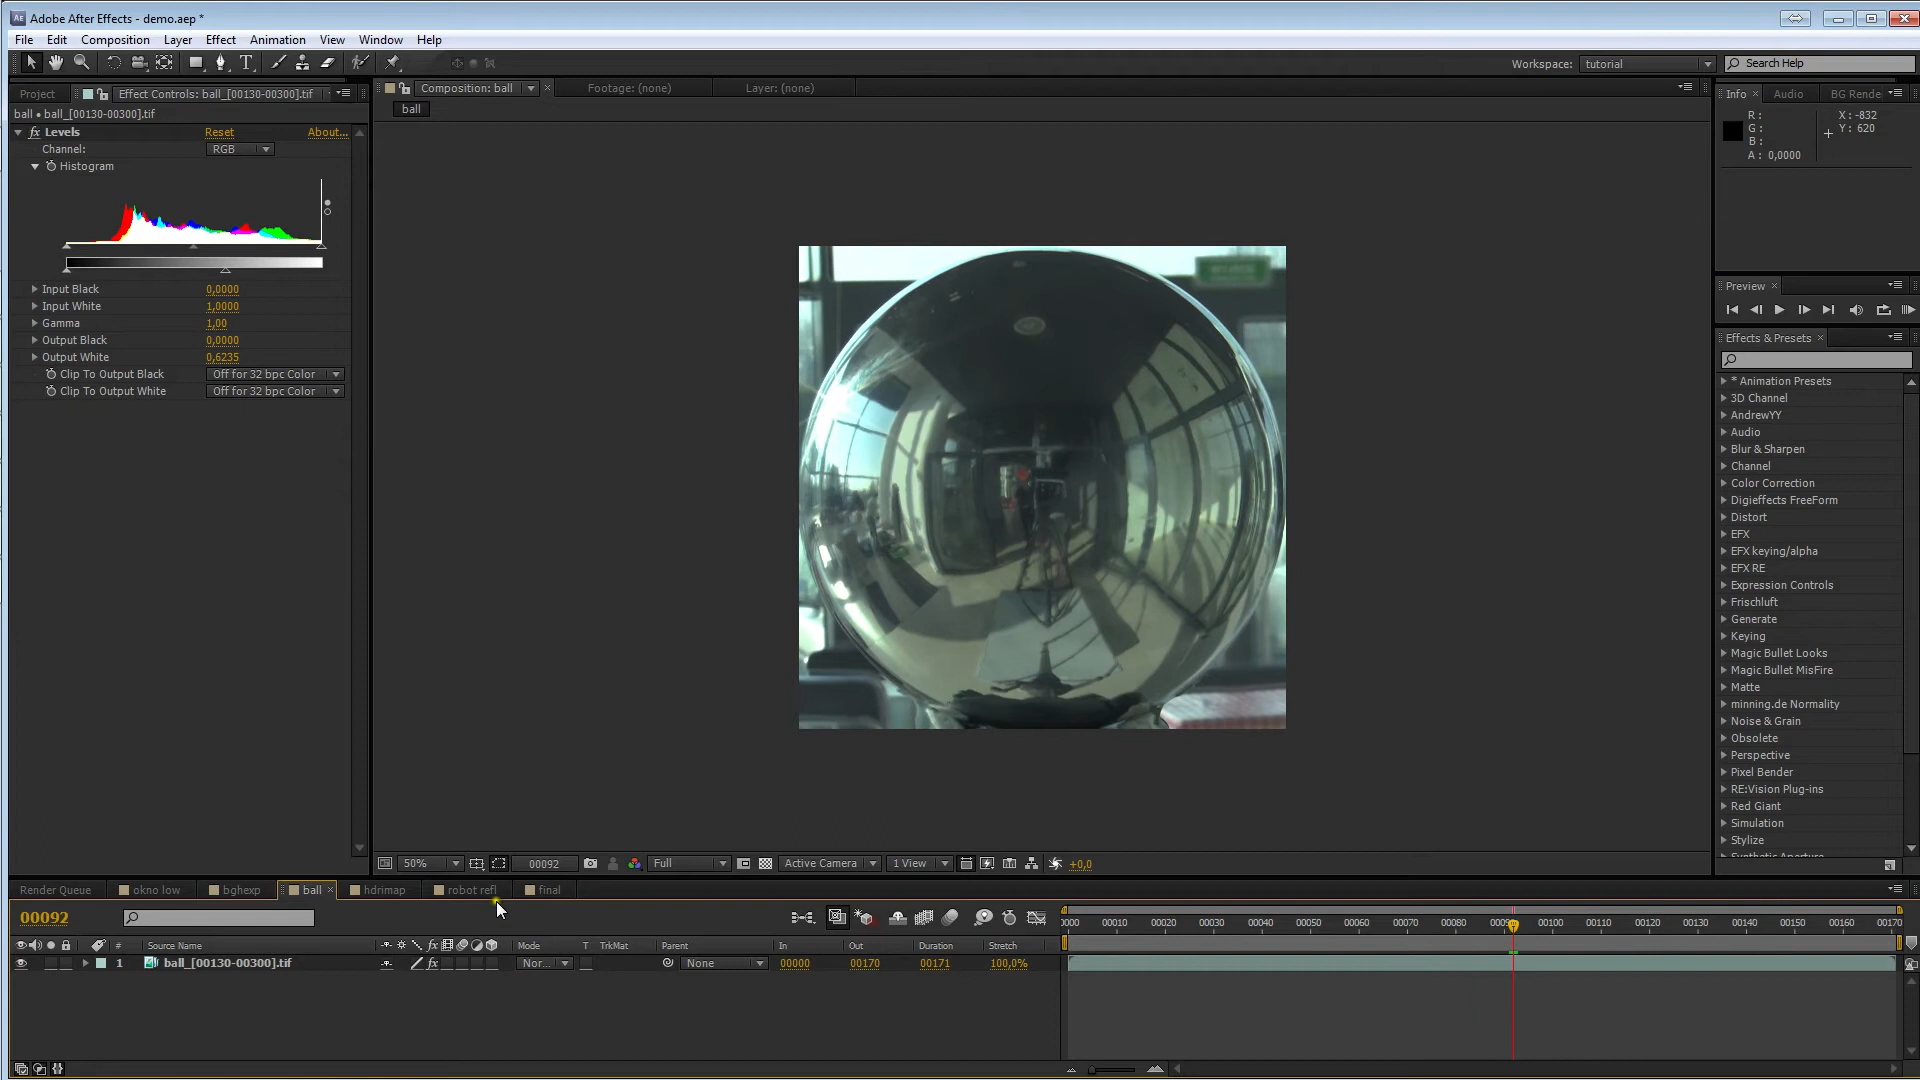 Adobe After Effects - demo.aep *
File Edit Composition Layer Effect Animation View Window Help
Workspace: tutorial Search Help
Project Effect Controls: ball_[00130-00300].tif
ball • ball_[00130-00300].tif
fx Levels Reset About...
Channel: RGB
Histogram
Input Black 0,0000
Input White 1,0000
Gamma 1,00
Output Black 0,0000
Output White 0,6235
Clip To Output Black Off for 32 bpc Color
Clip To Output White Off for 32 bpc Color
Composition: ball Footage: (none) Layer: (none)
ball
50% 00092 Full Active Camera 1 View +0,0
Info Audio BG Rende
R: X: -832
G: Y: 620
B:
A: 0,0000
Preview
Effects & Presets
* Animation Presets
3D Channel
AndrewYY
Audio
Blur & Sharpen
Channel
Color Correction
Digieffects FreeForm
Distort
EFX
EFX keying/alpha
EFX RE
Expression Controls
Frischluft
Generate
Keying
Magic Bullet Looks
Magic Bullet MisFire
Matte
minning.de Normality
Noise & Grain
Obsolete
Perspective
Pixel Bender
RE:Vision Plug-ins
Red Giant
Simulation
Stylize
Synthetic Aperture
Render Queue okno low bghexp ball hdrimap robot refl final
00092
0000 00010 00020 00030 00040 00050 00060 00070 00080 0009 00100 00110 00120 00130 00140 00150 00160 00170
# Source Name fx Mode T TrkMat Parent In Out Duration Stretch
1 ball_[00130-00300].tif fx Nor... None 00000 00170 00171 100,0%